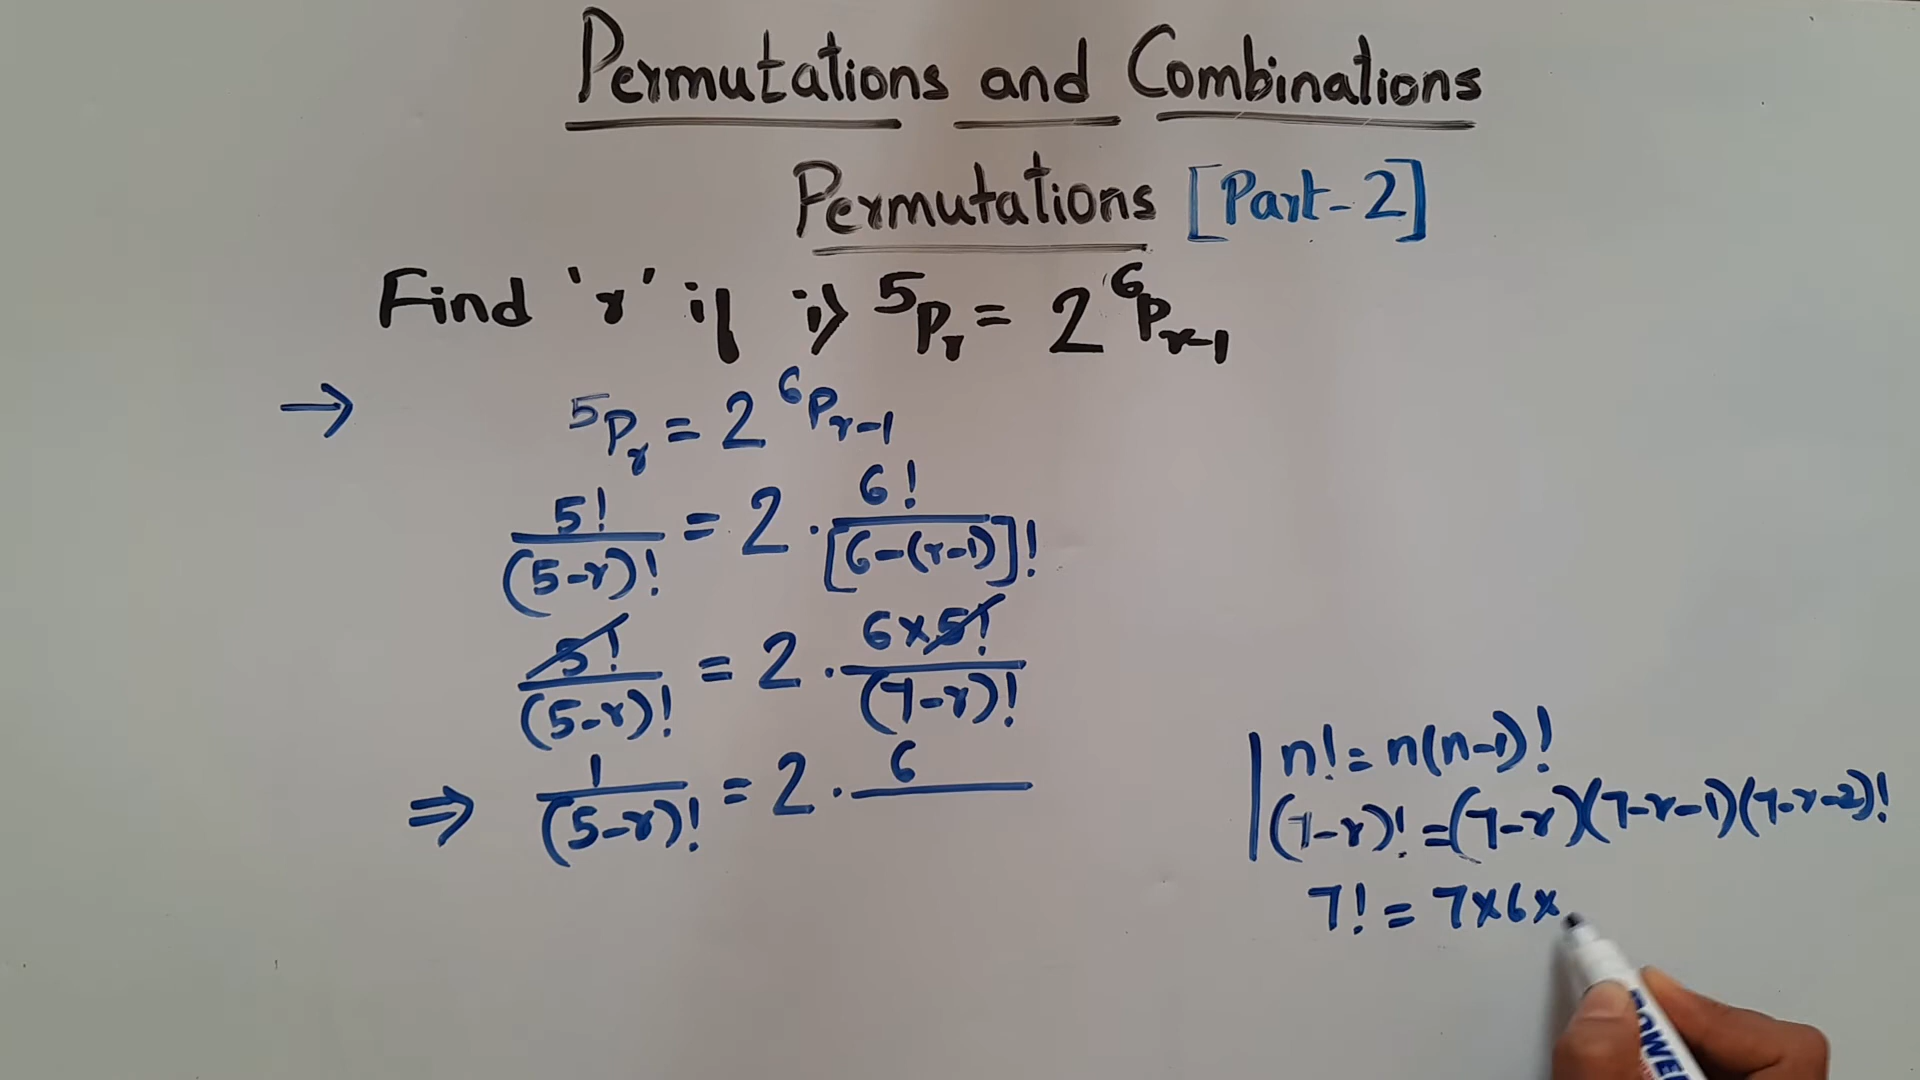 Permutations and Combinations
Permutations [Part-2]
Find 'r' if i> ⁵Pᵣ = 2 ⁶Pᵣ₋₁
→ ⁵Pᵣ = 2 ⁶Pᵣ₋₁
5!/(5-r)! = 2 · 6!/[6-(r-1)]!
5!/(5-r)! = 2 · 6×5!/(7-r)!
⇒ 1/(5-r)! = 2 · 6/
n! = n(n-1)!
(7-r)! = (7-r)(7-r-1)(7-r-2)!
7! = 7×6×
POWER